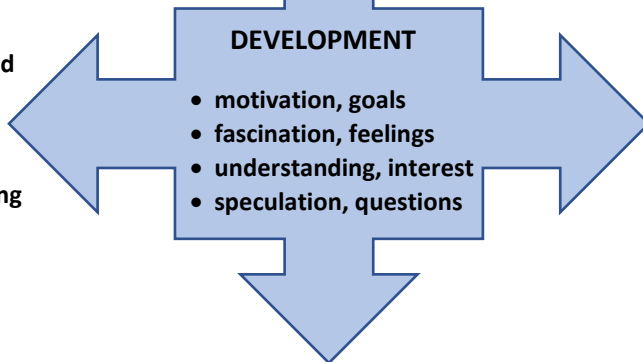 DEVELOPMENT
• motivation, goals
• fascination, feelings
• understanding, interest
• speculation, questions